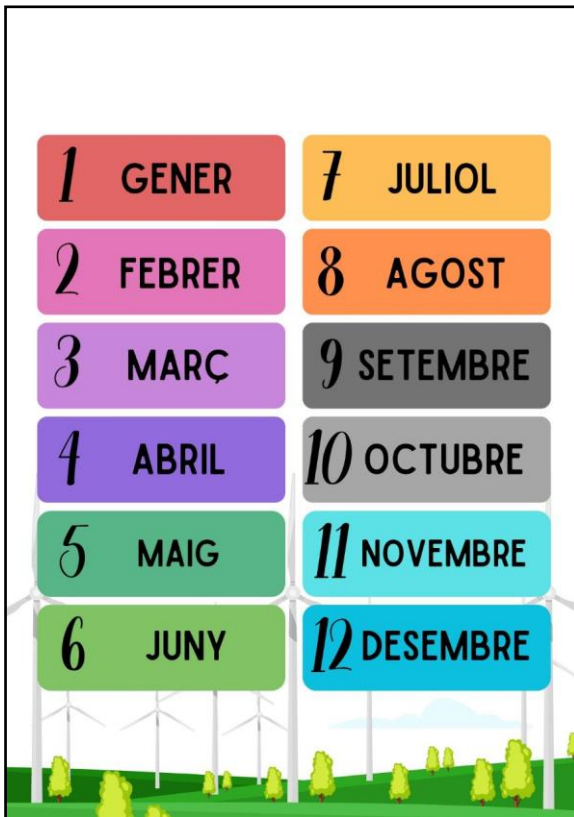 1 GENER
2 FEBRER
3 MARÇ
4 ABRIL
5 MAIG
6 JUNY
7 JULIOL
8 AGOST
9 SETEMBRE
10 OCTUBRE
11 NOVEMBRE
12 DESEMBRE